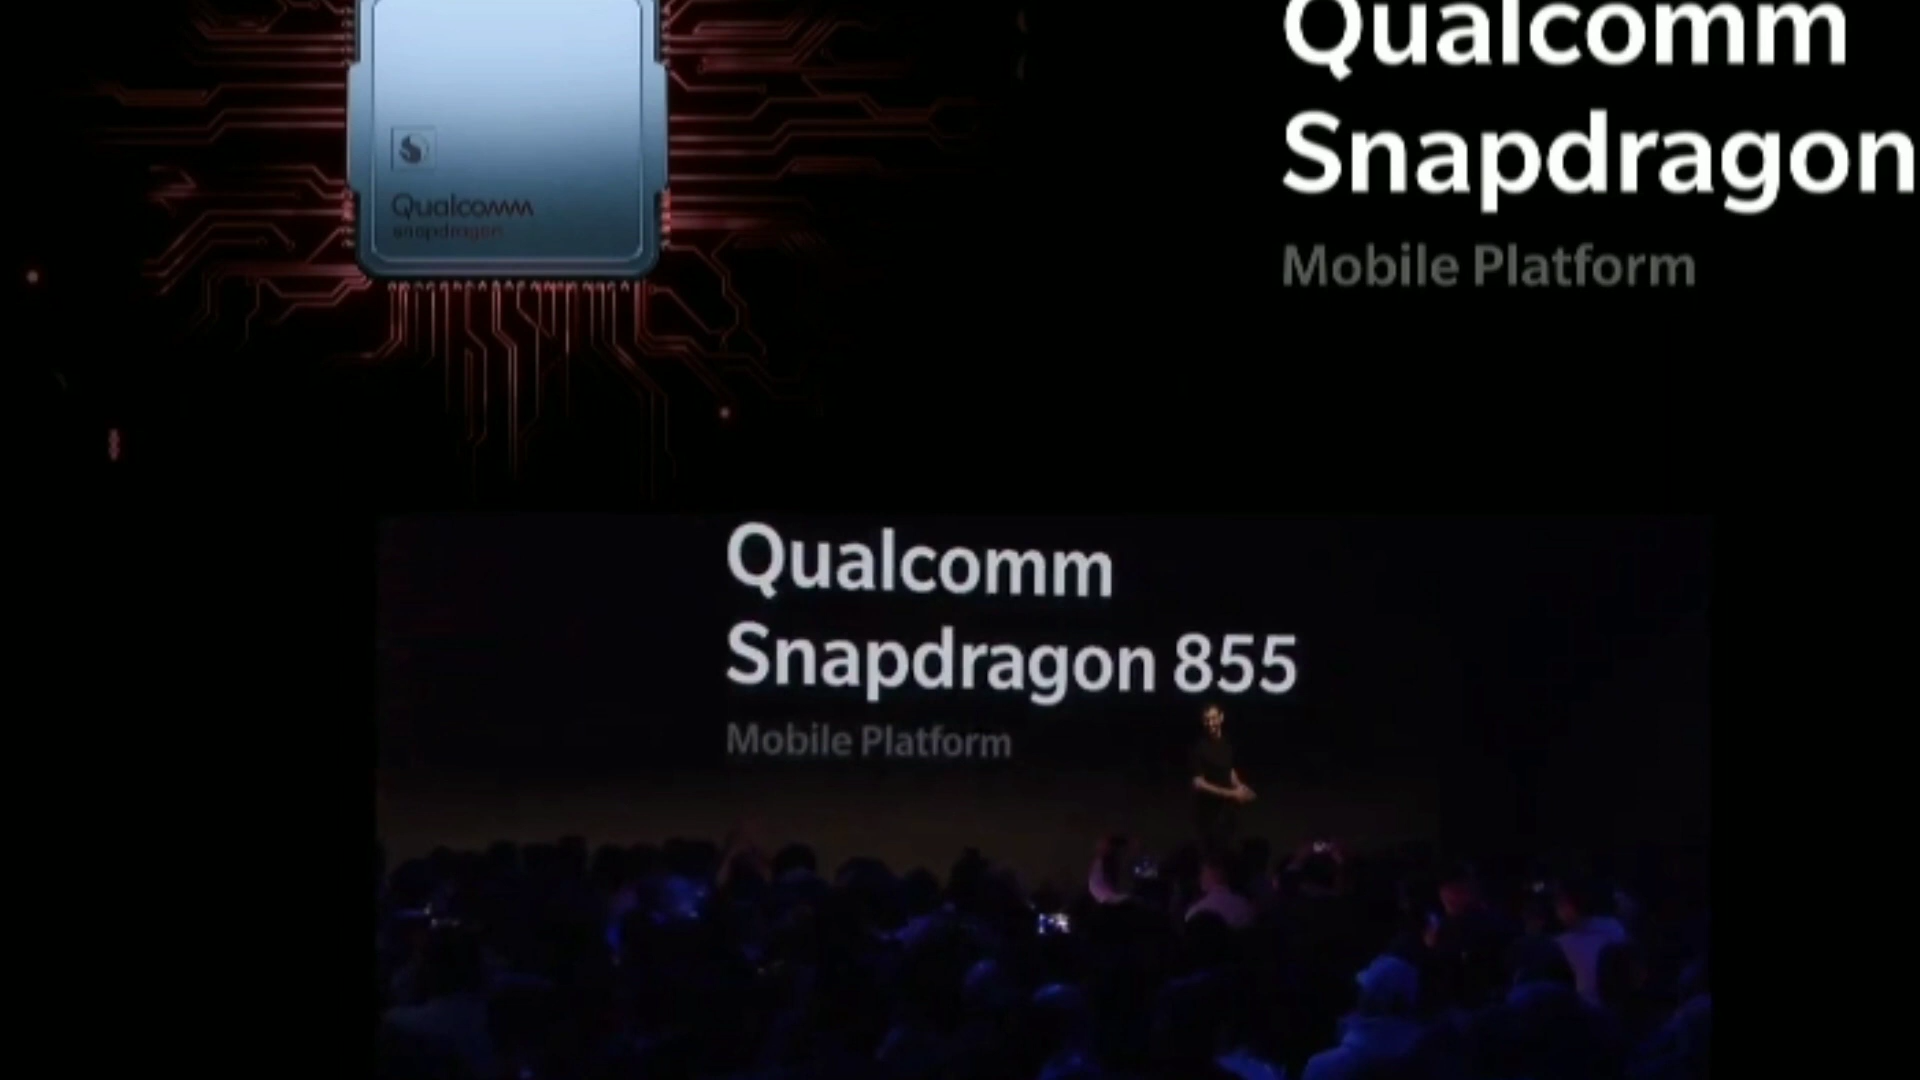 Qualcomm
snapdragon
Qualcomm
Snapdragon
Mobile Platform
Qualcomm
Snapdragon 855
Mobile Platform